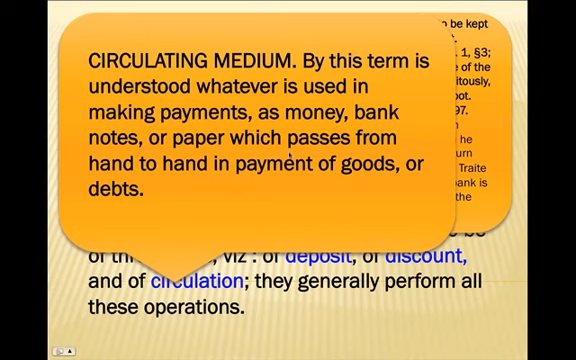 CIRCULATING MEDIUM. By this term is
understood whatever is used in
making payments, as money, bank
notes, or paper which passes from
hand to hand in payment of goods, or
debts.
to be kept
1, §3;
e of the
itously,
97.
he
urn
Traite
bank is
of viz : of deposit, of discount,
and of circulation; they generally perform all
these operations.